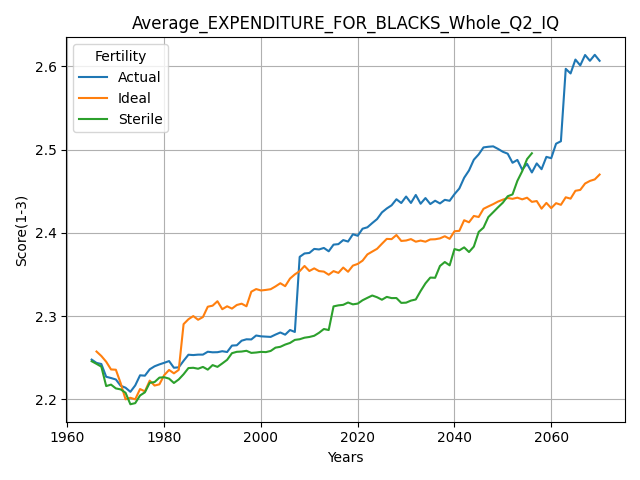 Average_EXPENDITURE_FOR_BLACKS_Whole_Q2_IQ
Fertility
Actual
Ideal
Sterile
Score(1-3)
2.6
2.5
2.4
2.3
2.2
1960 1980 2000 2020 2040 2060
Years